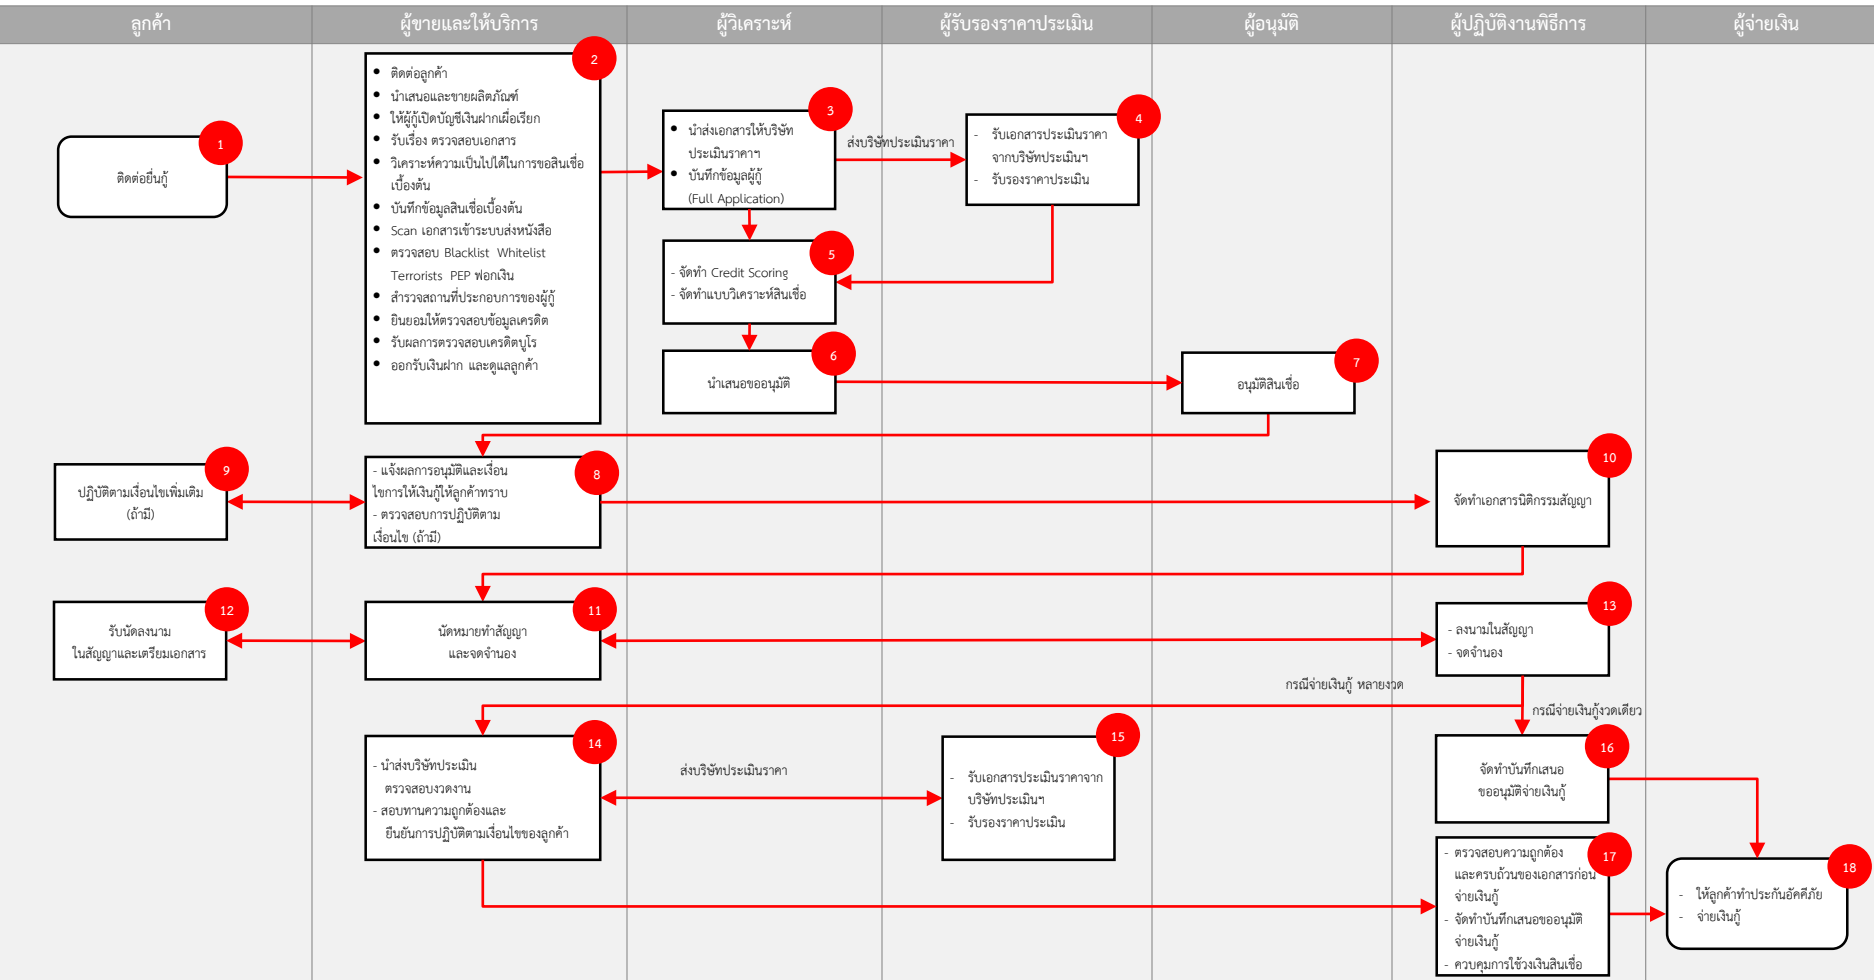 ลูกค้า
ผู้ขายและให้บริการ
ผู้วิเคราะห์
ผู้รับรองราคาประเมิน
ผู้อนุมัติ
ผู้ปฏิบัติงานพิธีการ
ผู้จ่ายเงิน
1
ติดต่อยื่นกู้
2
• ติดต่อลูกค้า
• นำเสนอและขายผลิตภัณฑ์
• ให้ผู้กู้เปิดบัญชีเงินฝากเผื่อเรียก
• รับเรื่อง ตรวจสอบเอกสาร
• วิเคราะห์ความเป็นไปได้ในการขอสินเชื่อ
เบื้องต้น
• บันทึกข้อมูลสินเชื่อเบื้องต้น
• Scan เอกสารเข้าระบบส่งหนังสือ
• ตรวจสอบ Blacklist Whitelist
Terrorists PEP ฟอกเงิน
• สำรวจสถานที่ประกอบการของผู้กู้
• ยินยอมให้ตรวจสอบข้อมูลเครดิต
• รับผลการตรวจสอบเครดิตบูโร
• ออกรับเงินฝาก และดูแลลูกค้า
3
• นำส่งเอกสารให้บริษัท
ประเมินราคาฯ
• บันทึกข้อมูลผู้กู้
(Full Application)
ส่งบริษัทประเมินราคา
4
- รับเอกสารประเมินราคา
จากบริษัทประเมินฯ
- รับรองราคาประเมิน
5
- จัดทำ Credit Scoring
- จัดทำแบบวิเคราะห์สินเชื่อ
6
นำเสนอขออนุมัติ
7
อนุมัติสินเชื่อ
8
- แจ้งผลการอนุมัติและเงื่อน
ไขการให้เงินกู้ให้ลูกค้าทราบ
- ตรวจสอบการปฏิบัติตาม
เงื่อนไข (ถ้ามี)
9
ปฏิบัติตามเงื่อนไขเพิ่มเติม
(ถ้ามี)
10
จัดทำเอกสารนิติกรรมสัญญา
11
นัดหมายทำสัญญา
และจดจำนอง
12
รับนัดลงนาม
ในสัญญาและเตรียมเอกสาร
13
- ลงนามในสัญญา
- จดจำนอง
กรณีจ่ายเงินกู้ หลายงวด
กรณีจ่ายเงินกู้งวดเดียว
14
- นำส่งบริษัทประเมิน
ตรวจสอบงวดงาน
- สอบทานความถูกต้องและ
ยืนยันการปฏิบัติตามเงื่อนไขของลูกค้า
ส่งบริษัทประเมินราคา
15
- รับเอกสารประเมินราคาจาก
บริษัทประเมินฯ
- รับรองราคาประเมิน
16
จัดทำบันทึกเสนอ
ขออนุมัติจ่ายเงินกู้
17
- ตรวจสอบความถูกต้อง
และครบถ้วนของเอกสารก่อน
จ่ายเงินกู้
- จัดทำบันทึกเสนอขออนุมัติ
จ่ายเงินกู้
- ควบคุมการใช้วงเงินสินเชื่อ
18
- ให้ลูกค้าทำประกันอัคคีภัย
- จ่ายเงินกู้